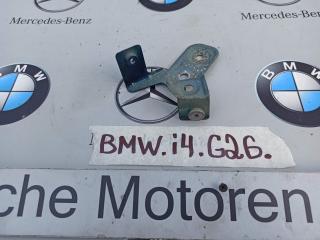 Mercedes-Benz
Mercedes-Benz
BMW
BMW
BMW.i4.G26.
che Motoren